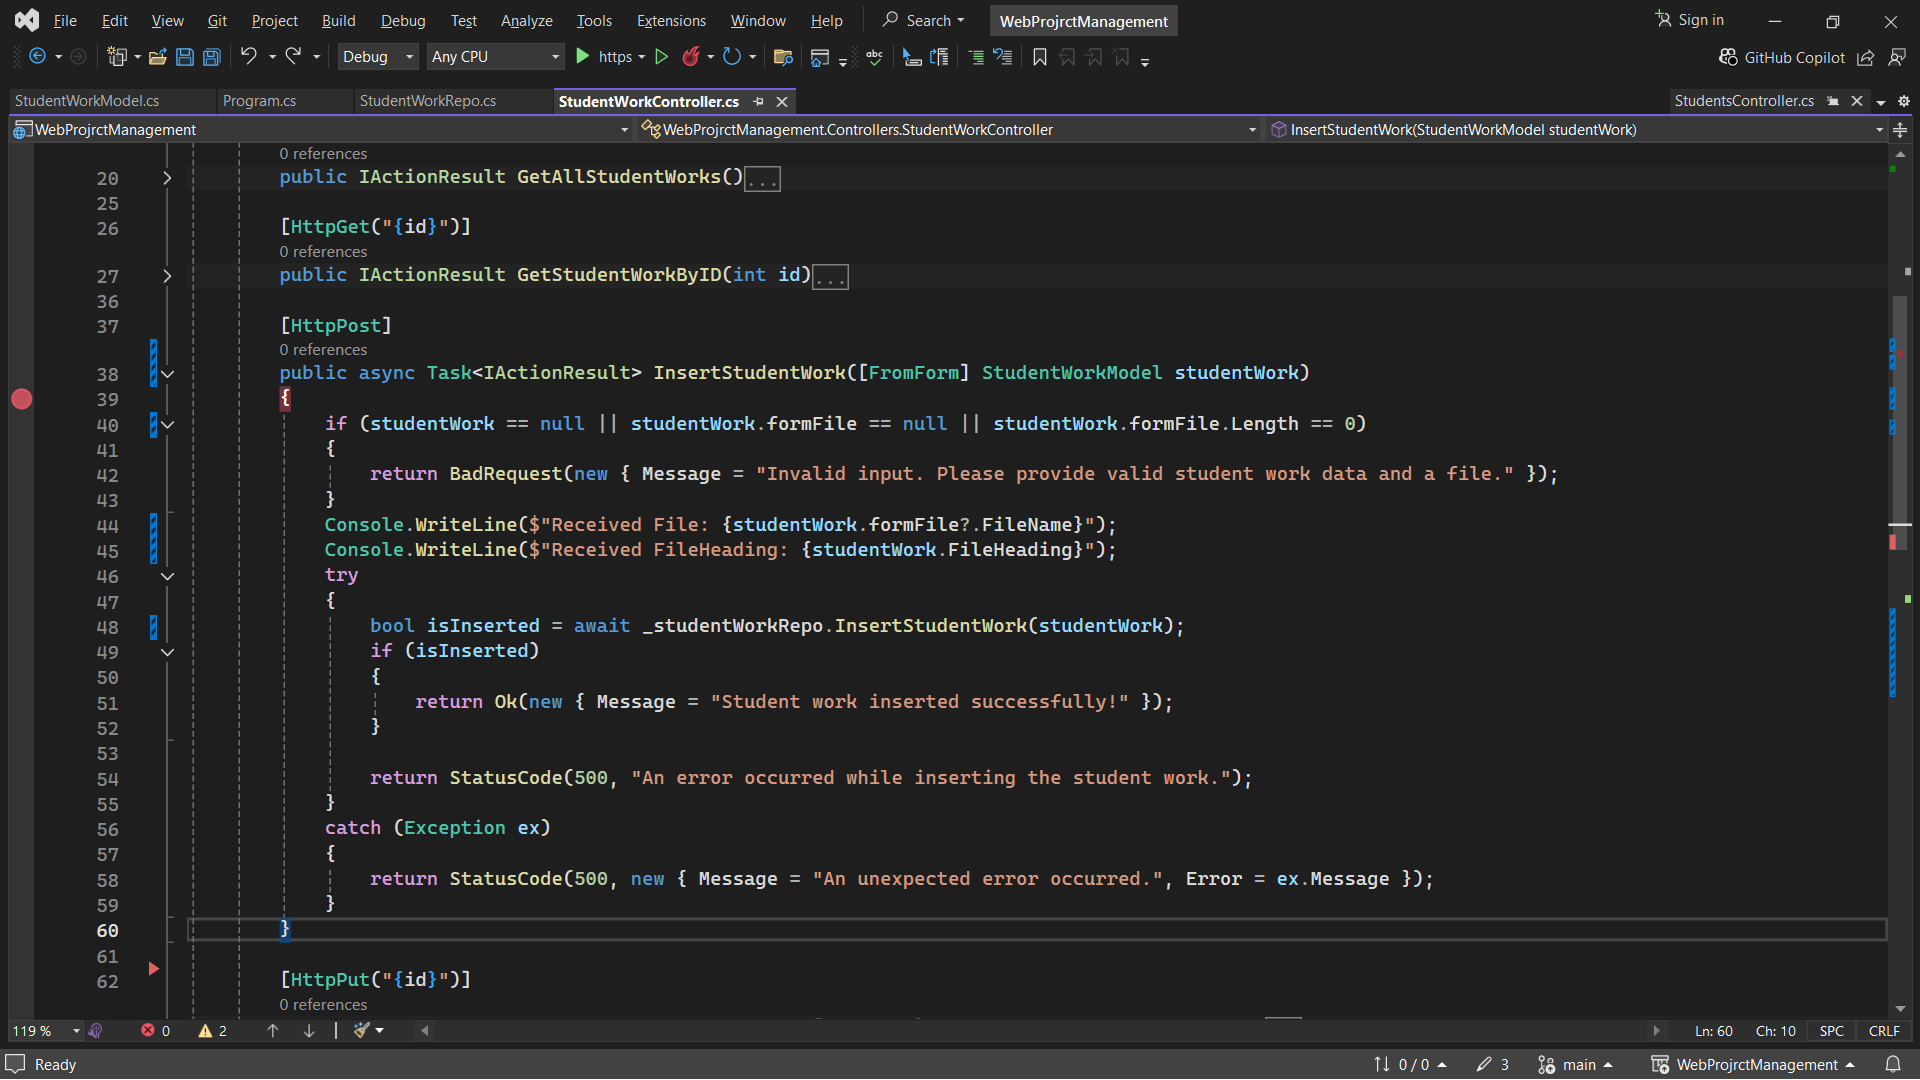 File Edit View Git Project Build Debug Test Analyze Tools Extensions Window Help Search WebProjrctManagement Sign in
Debug Any CPU https abc GitHub Copilot
StudentWorkModel.cs Program.cs StudentWorkRepo.cs StudentWorkController.cs StudentsController.cs
WebProjrctManagement WebProjrctManagement.Controllers.StudentWorkController InsertStudentWork(StudentWorkModel studentWork)
0 references
20 public IActionResult GetAllStudentWorks()...
25
26 [HttpGet("{id}")]
0 references
27 public IActionResult GetStudentWorkByID(int id)...
36
37 [HttpPost]
0 references
38 public async Task<IActionResult> InsertStudentWork([FromForm] StudentWorkModel studentWork)
39 {
40 if (studentWork == null || studentWork.formFile == null || studentWork.formFile.Length == 0)
41 {
42 return BadRequest(new { Message = "Invalid input. Please provide valid student work data and a file." });
43 }
44 Console.WriteLine($"Received File: {studentWork.formFile?.FileName}");
45 Console.WriteLine($"Received FileHeading: {studentWork.FileHeading}");
46 try
47 {
48 bool isInserted = await _studentWorkRepo.InsertStudentWork(studentWork);
49 if (isInserted)
50 {
51 return Ok(new { Message = "Student work inserted successfully!" });
52 }
53
54 return StatusCode(500, "An error occurred while inserting the student work.");
55 }
56 catch (Exception ex)
57 {
58 return StatusCode(500, new { Message = "An unexpected error occurred.", Error = ex.Message });
59 }
60 }
61
62 [HttpPut("{id}")]
0 references
119 % 0 2 Ln: 60 Ch: 10 SPC CRLF
Ready 0 / 0 3 main WebProjrctManagement